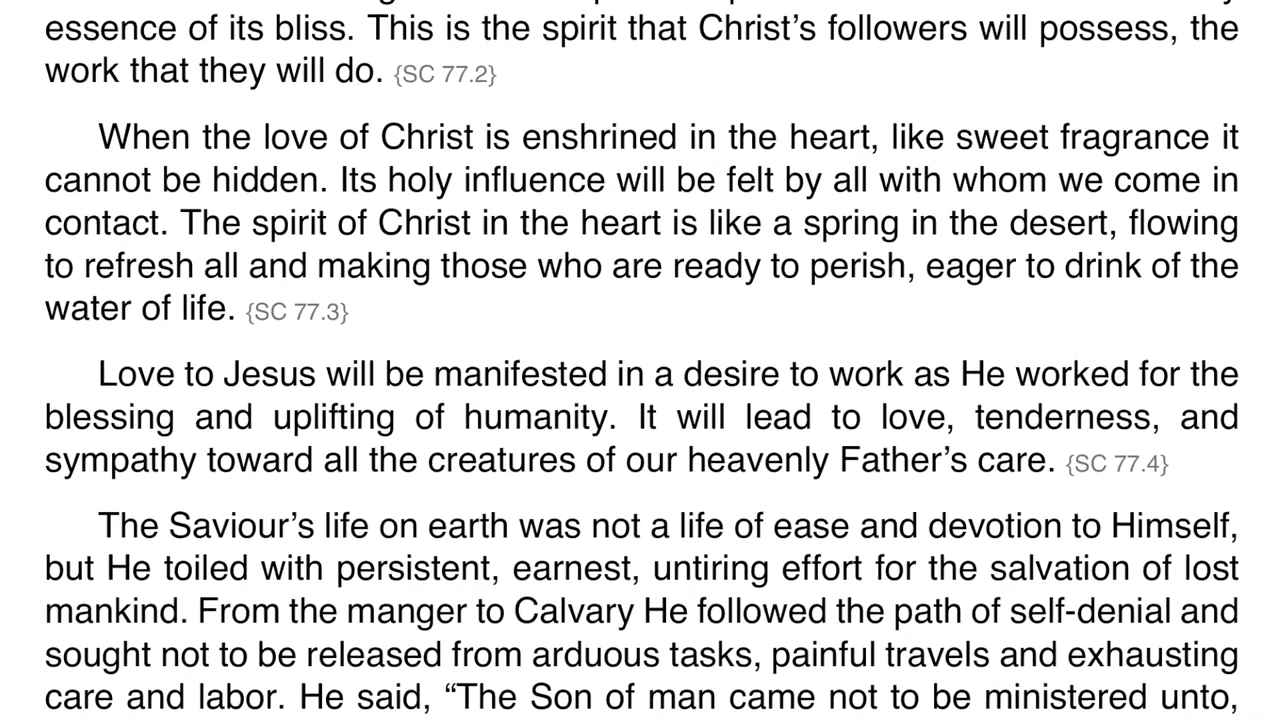 essence of its bliss. This is the spirit that Christ’s followers will possess, the
work that they will do. {SC 77.2}
When the love of Christ is enshrined in the heart, like sweet fragrance it
cannot be hidden. Its holy influence will be felt by all with whom we come in
contact. The spirit of Christ in the heart is like a spring in the desert, flowing
to refresh all and making those who are ready to perish, eager to drink of the
water of life. {SC 77.3}
Love to Jesus will be manifested in a desire to work as He worked for the
blessing and uplifting of humanity. It will lead to love, tenderness, and
sympathy toward all the creatures of our heavenly Father’s care. {SC 77.4}
The Saviour’s life on earth was not a life of ease and devotion to Himself,
but He toiled with persistent, earnest, untiring effort for the salvation of lost
mankind. From the manger to Calvary He followed the path of self-denial and
sought not to be released from arduous tasks, painful travels and exhausting
care and labor. He said, “The Son of man came not to be ministered unto,